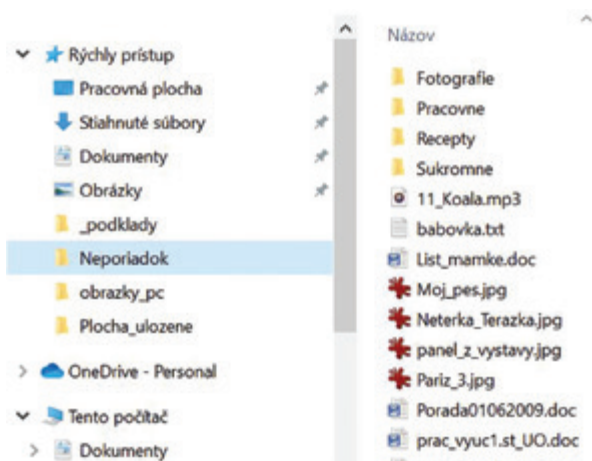 Rýchly prístup
Pracovná plocha
Stiahnuté súbory
Dokumenty
Obrázky
_podklady
Neporiadok
obrazky_pc
Plocha_ulozene
OneDrive - Personal
Tento počítač
Dokumenty
Názov
Fotografie
Pracovne
Recepty
Sukromne
11_Koala.mp3
babovka.txt
List_mamke.doc
Moj_pes.jpg
Neterka_Terazka.jpg
panel_z_vystavy.jpg
Pariz_3.jpg
Porada01062009.doc
prac_vyuc1.st_UO.doc